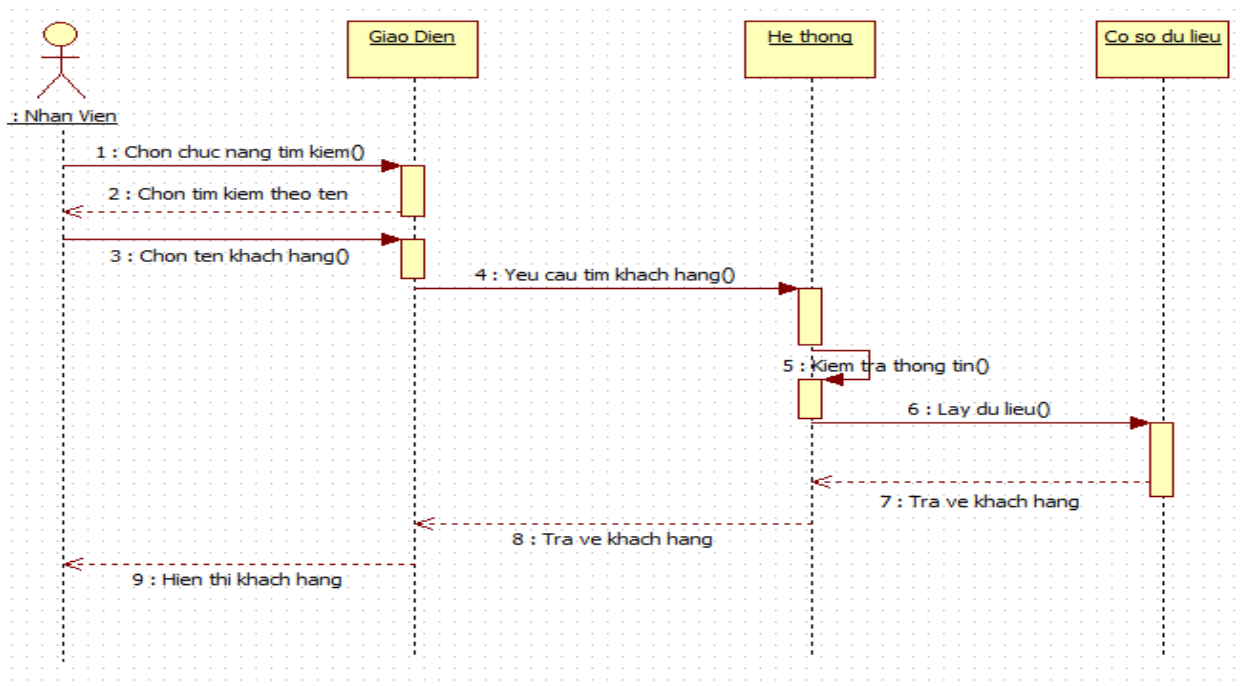 Giao Dien
He thong
Co so du lieu
: Nhan Vien
1 : Chon chuc nang tim kiem()
2 : Chon tim kiem theo ten
3 : Chon ten khach hang()
4 : Yeu cau tim khach hang()
5 : Kiem tra thong tin()
6 : Lay du lieu()
7 : Tra ve khach hang
8 : Tra ve khach hang
9 : Hien thi khach hang